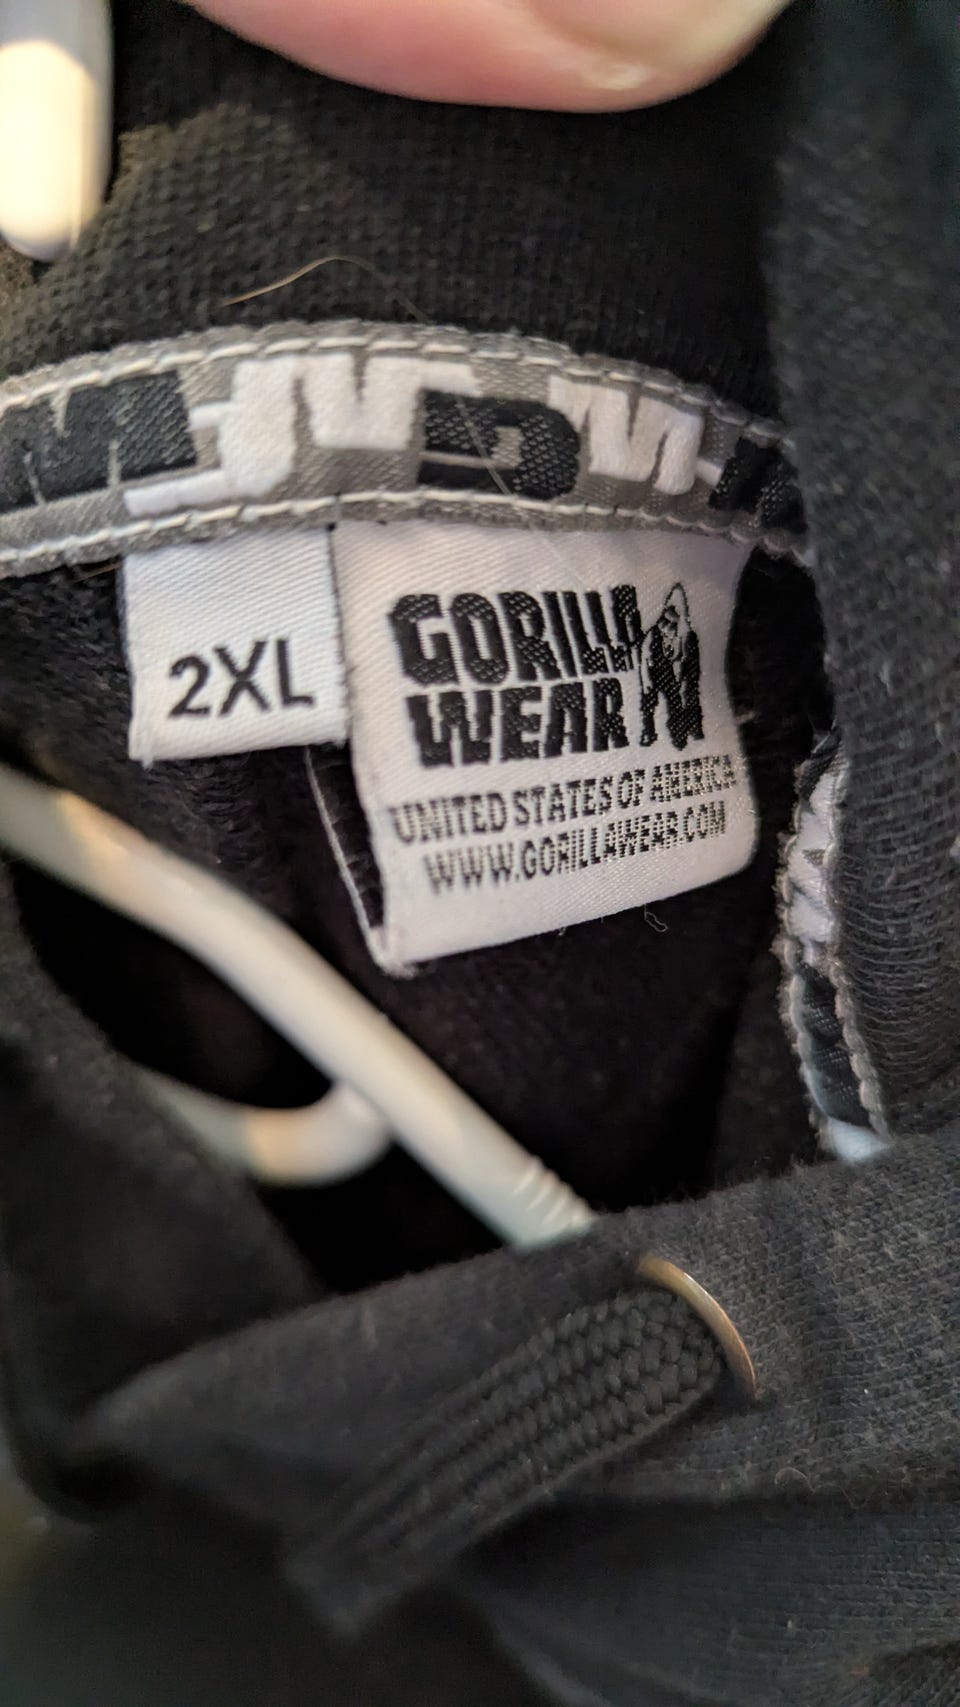 2XL
GORILLA
WEAR
UNITED STATES OF AMERICA
WWW.GORILLAWEAR.COM